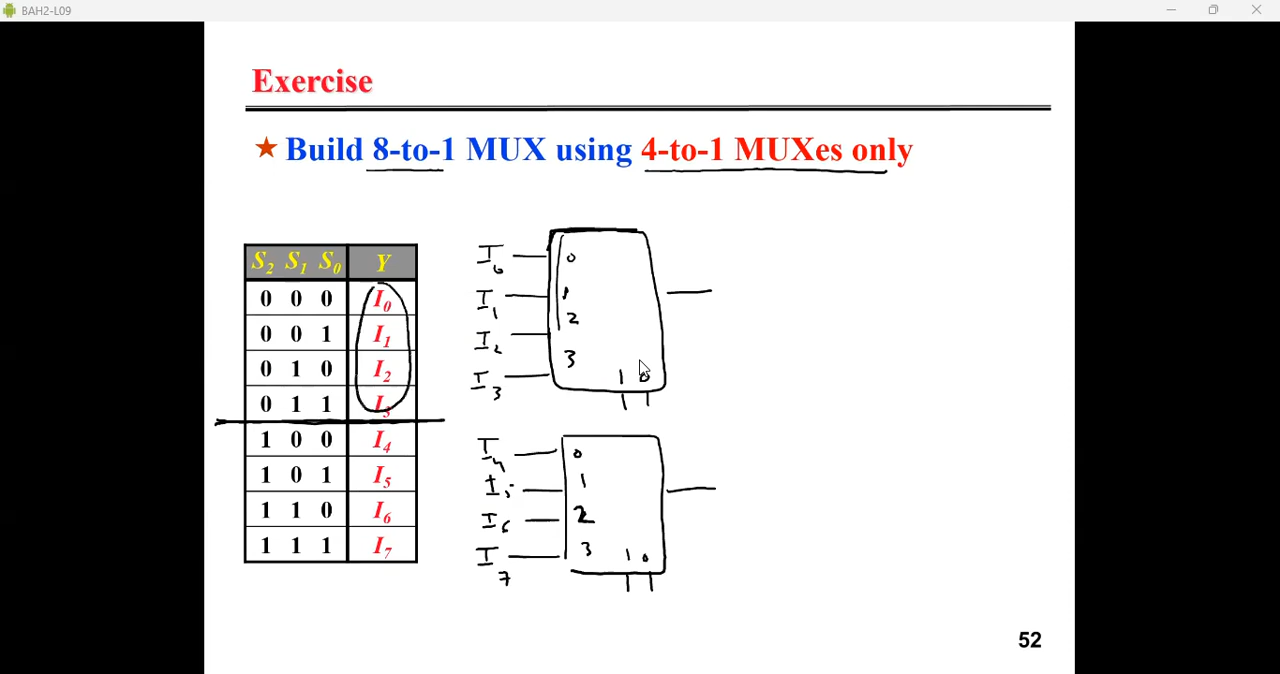 BAH2-L09
Exercise
★ Build 8-to-1 MUX using 4-to-1 MUXes only
S2 S1 S0 Y
0 0 0 I0
0 0 1 I1
0 1 0 I2
0 1 1 I3
1 0 0 I4
1 0 1 I5
1 1 0 I6
1 1 1 I7
I0 0
I1 1
I2 2
I3 3
1 0
I4 0
I5 1
I6 2
I7 3
1 0
52